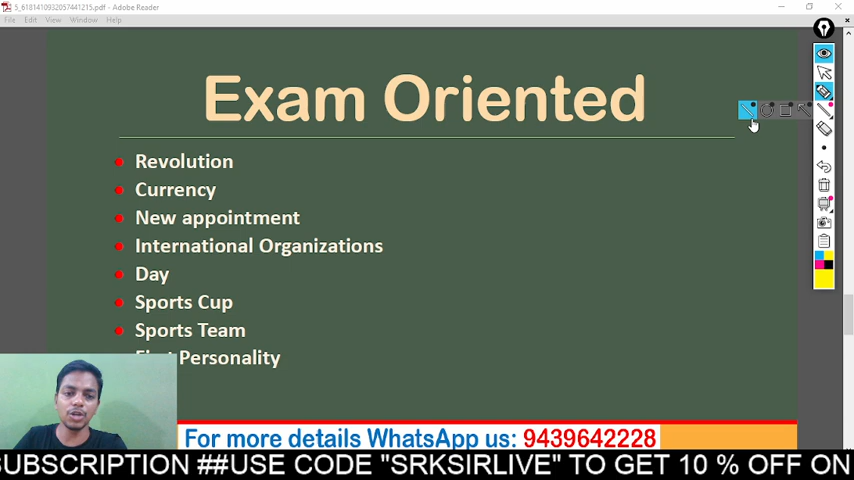 5_6181410932057441215.pdf - Adobe Reader
File Edit View Window Help
Exam Oriented
Revolution
Currency
New appointment
International Organizations
Day
Sports Cup
Sports Team
First Personality
For more details WhatsApp us: 9439642228
SUBSCRIPTION ##USE CODE "SRKSIRLIVE" TO GET 10 % OFF ON